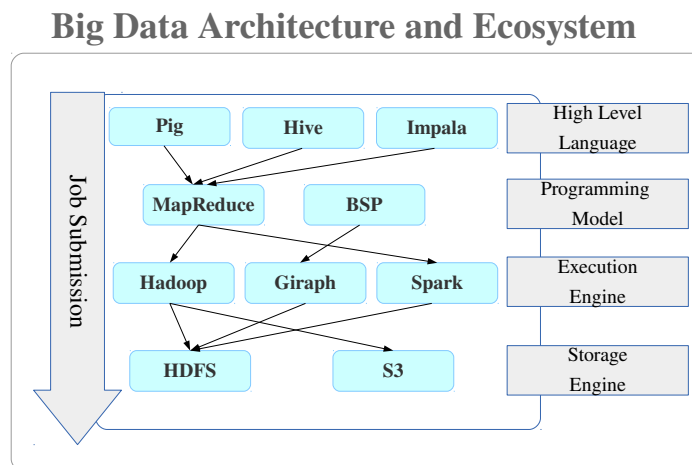 Big Data Architecture and Ecosystem
Job Submission
Pig
Hive
Impala
High Level
Language
MapReduce
BSP
Programming
Model
Hadoop
Giraph
Spark
Execution
Engine
HDFS
S3
Storage
Engine